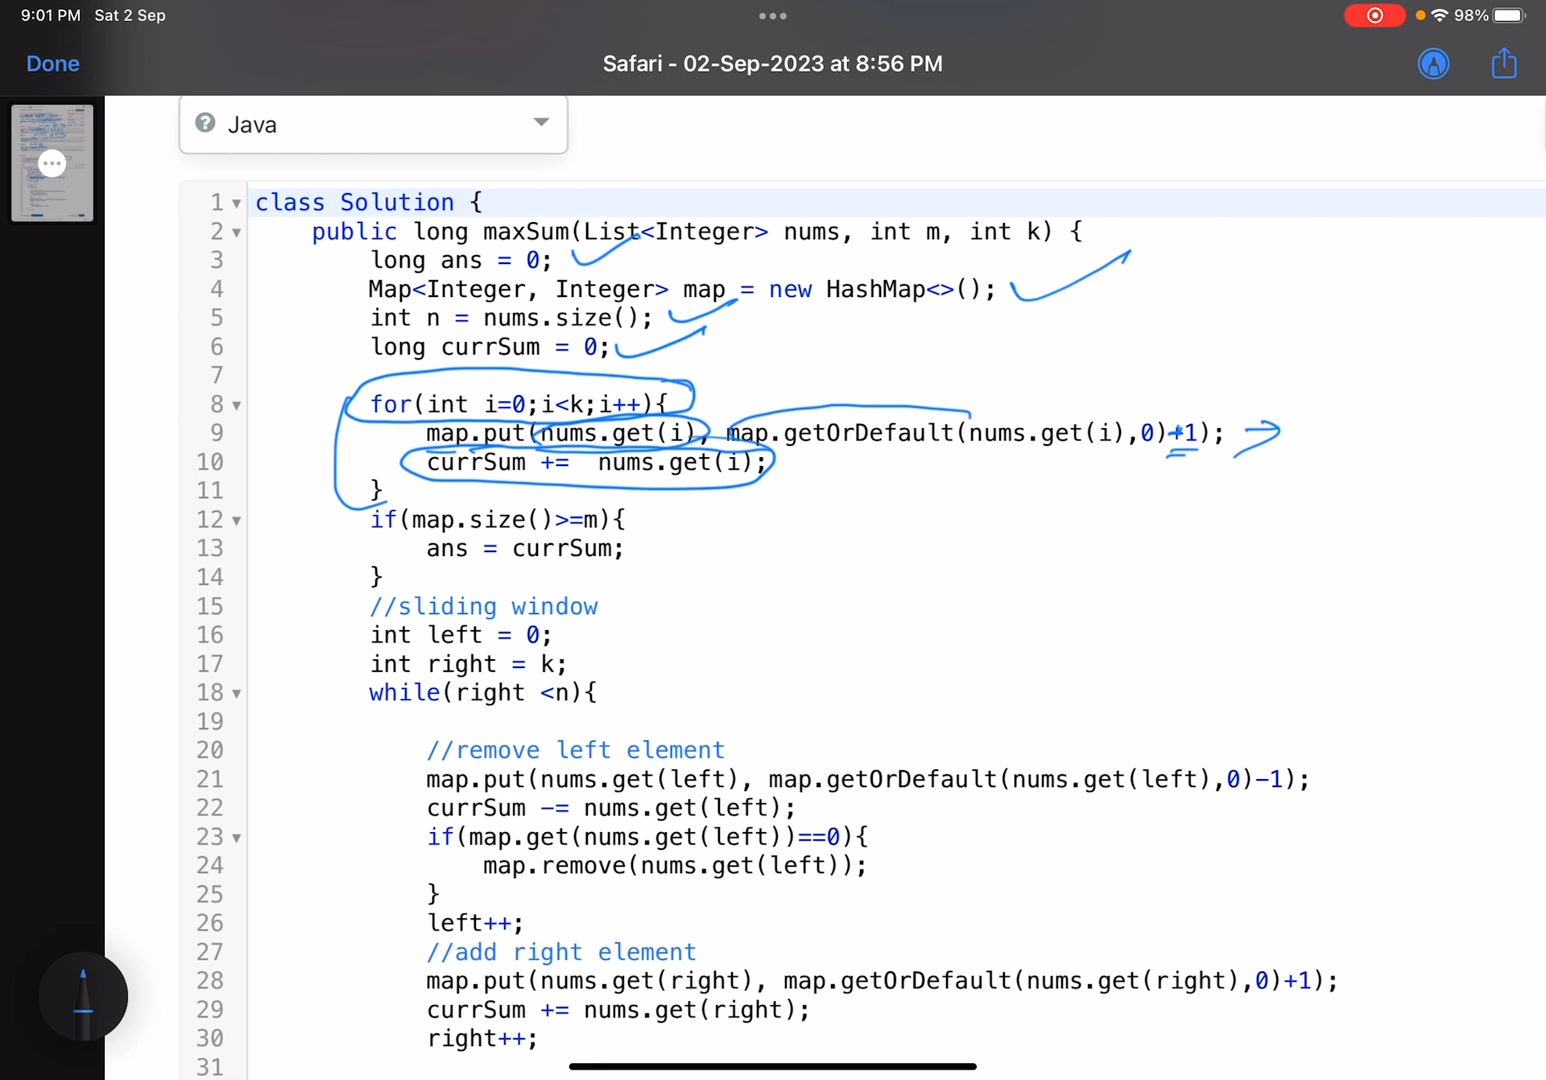 9:01 PM Sat 2 Sep
98%
Done
Safari - 02-Sep-2023 at 8:56 PM
Java
1 class Solution {
2 public long maxSum(List<Integer> nums, int m, int k) {
3 long ans = 0;
4 Map<Integer, Integer> map = new HashMap<>();
5 int n = nums.size();
6 long currSum = 0;
7
8 for(int i=0;i<k;i++){
9 map.put(nums.get(i), map.getOrDefault(nums.get(i),0)+1);
10 currSum += nums.get(i);
11 }
12 if(map.size()>=m){
13 ans = currSum;
14 }
15 //sliding window
16 int left = 0;
17 int right = k;
18 while(right <n){
19
20 //remove left element
21 map.put(nums.get(left), map.getOrDefault(nums.get(left),0)-1);
22 currSum -= nums.get(left);
23 if(map.get(nums.get(left))==0){
24 map.remove(nums.get(left));
25 }
26 left++;
27 //add right element
28 map.put(nums.get(right), map.getOrDefault(nums.get(right),0)+1);
29 currSum += nums.get(right);
30 right++;
31